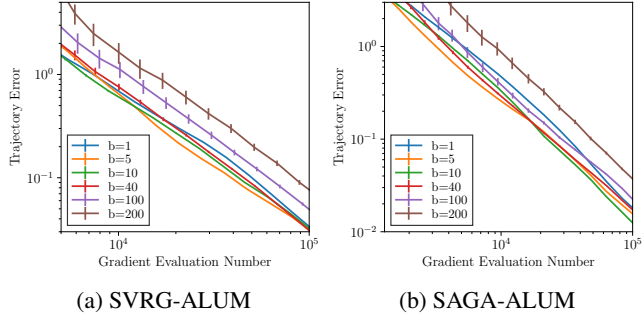 10^0
10^-1
Trajectory Error
b=1
b=5
b=10
b=40
b=100
b=200
10^4
10^5
Gradient Evaluation Number
(a) SVRG-ALUM
10^0
10^-1
10^-2
Trajectory Error
b=1
b=5
b=10
b=40
b=100
b=200
10^4
10^5
Gradient Evaluation Number
(b) SAGA-ALUM